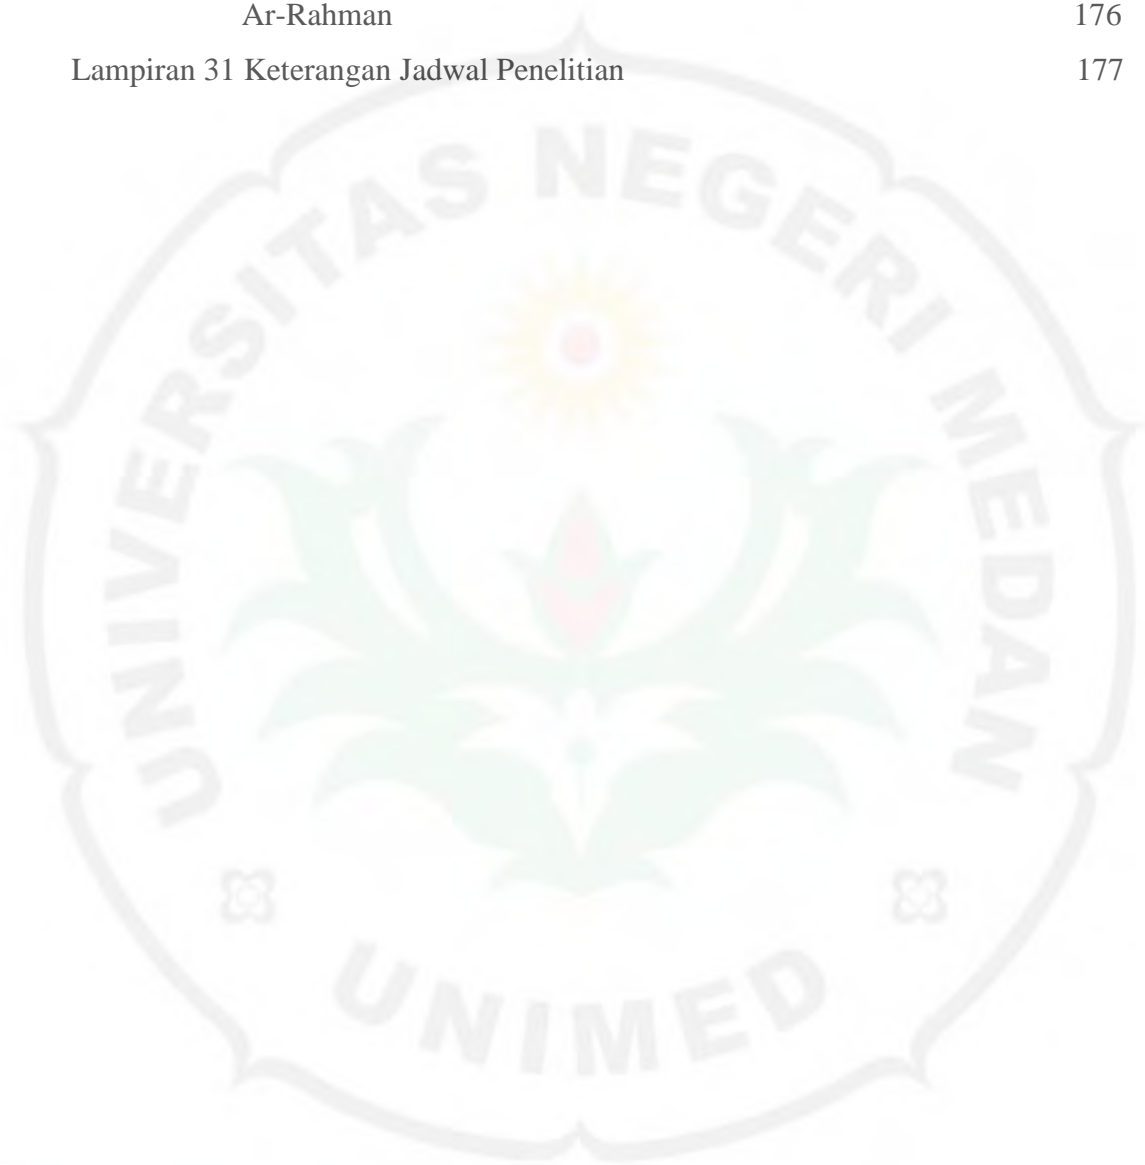 Ar-Rahman 176
Lampiran 31 Keterangan Jadwal Penelitian 177
UNIVERSITAS NEGERI MEDAN
UNIMED